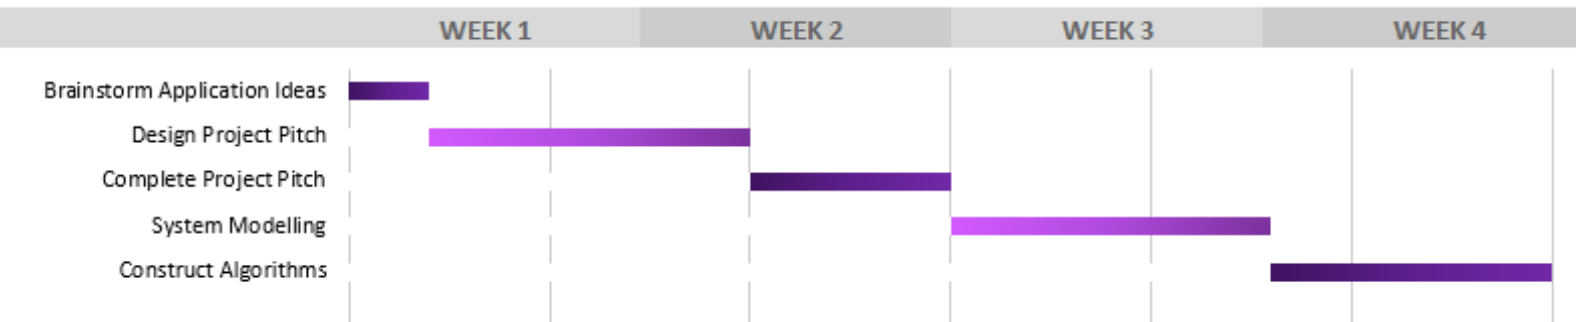 WEEK 1 WEEK 2 WEEK 3 WEEK 4
Brainstorm Application Ideas
Design Project Pitch
Complete Project Pitch
System Modelling
Construct Algorithms